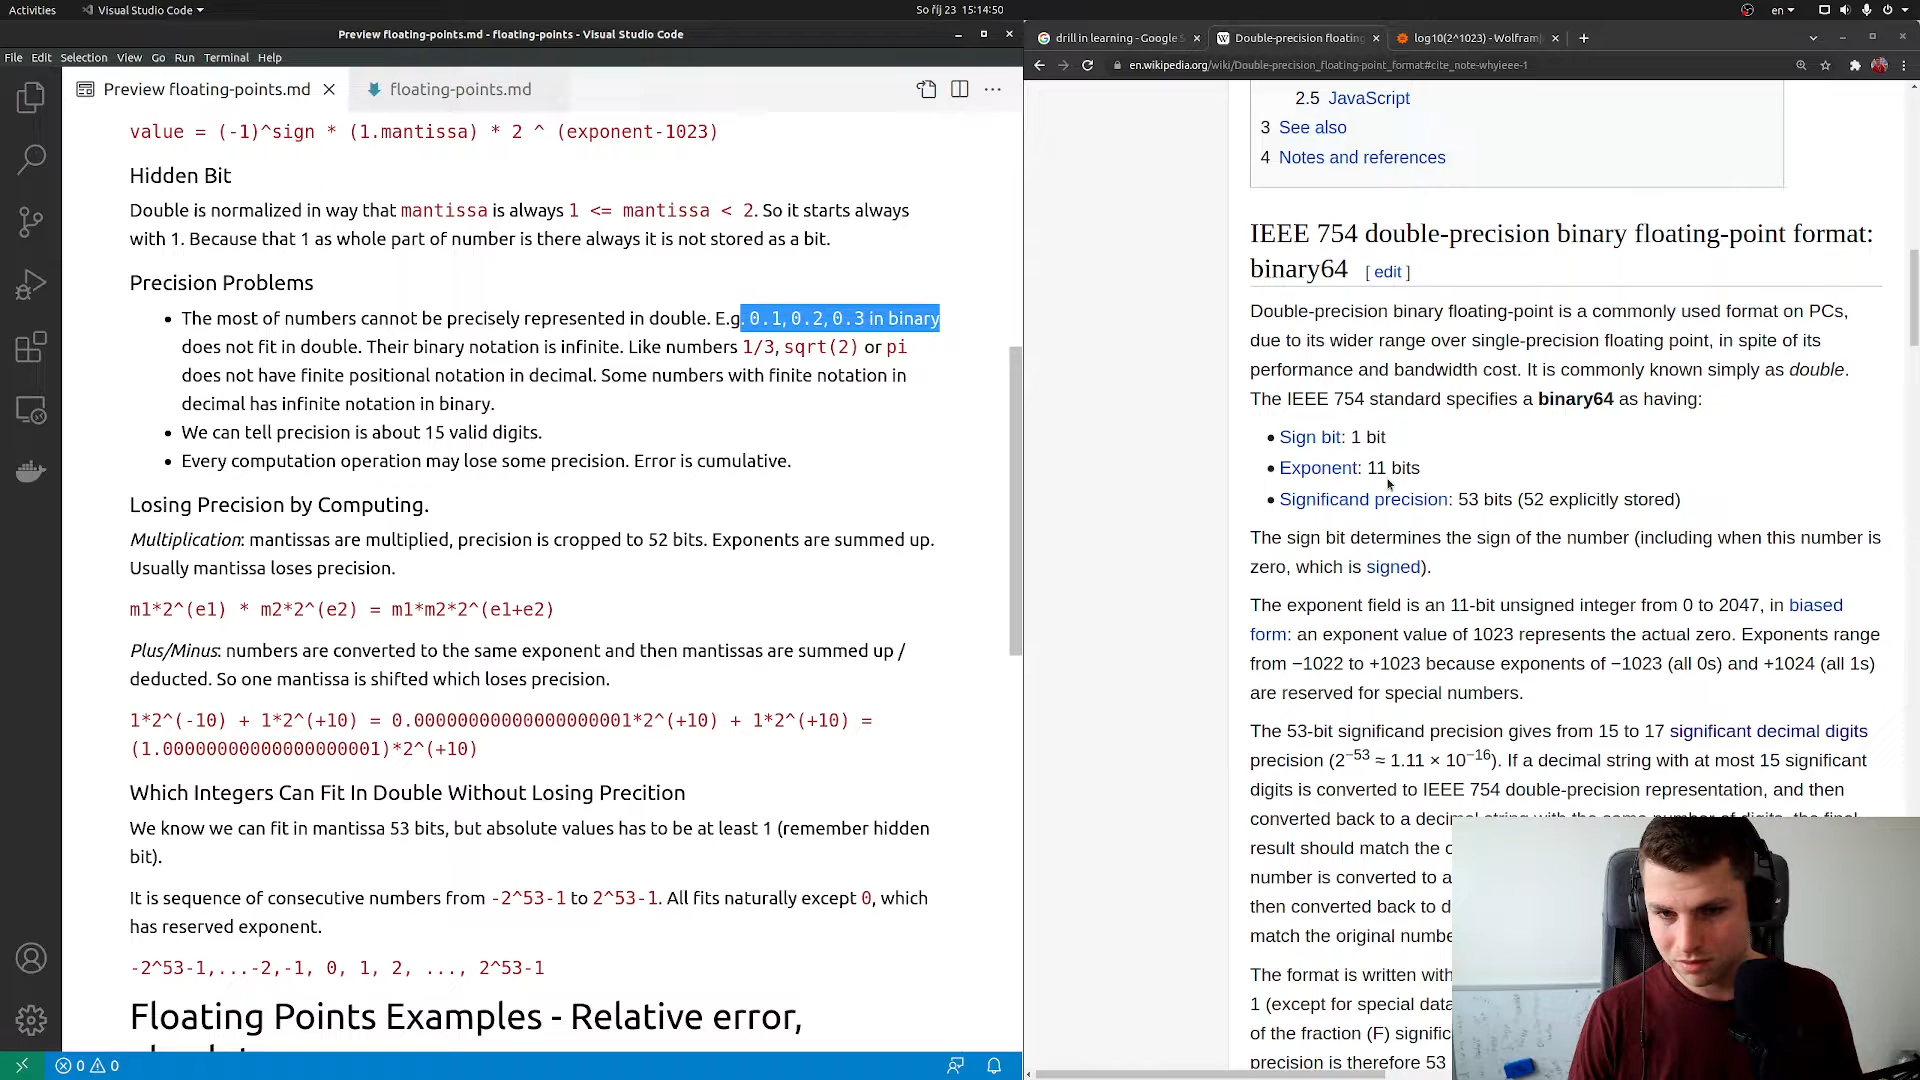 Activities
Visual Studio Code
So říj 23 15:14:50
en
Preview floating-points.md - floating-points - Visual Studio Code
File Edit Selection View Go Run Terminal Help
Preview floating-points.md
floating-points.md
value = (-1)^sign * (1.mantissa) * 2 ^ (exponent-1023)
Hidden Bit
Double is normalized in way that mantissa is always 1 <= mantissa < 2. So it starts always
with 1. Because that 1 as whole part of number is there always it is not stored as a bit.
Precision Problems
• The most of numbers cannot be precisely represented in double. E.g. 0.1, 0.2, 0.3 in binary
does not fit in double. Their binary notation is infinite. Like numbers 1/3, sqrt(2) or pi
does not have finite positional notation in decimal. Some numbers with finite notation in
decimal has infinite notation in binary.
• We can tell precision is about 15 valid digits.
• Every computation operation may lose some precision. Error is cumulative.
Losing Precision by Computing.
Multiplication: mantissas are multiplied, precision is cropped to 52 bits. Exponents are summed up.
Usually mantissa loses precision.
m1*2^(e1) * m2*2^(e2) = m1*m2*2^(e1+e2)
Plus/Minus: numbers are converted to the same exponent and then mantissas are summed up /
deducted. So one mantissa is shifted which loses precision.
1*2^(-10) + 1*2^(+10) = 0.00000000000000000001*2^(+10) + 1*2^(+10) =
(1.00000000000000000001)*2^(+10)
Which Integers Can Fit In Double Without Losing Precition
We know we can fit in mantissa 53 bits, but absolute values has to be at least 1 (remember hidden
bit).
It is sequence of consecutive numbers from -2^53-1 to 2^53-1. All fits naturally except 0, which
has reserved exponent.
-2^53-1,...-2,-1, 0, 1, 2, ..., 2^53-1
Floating Points Examples - Relative error,
0 0
drill in learning - Google S
Double-precision floating
log10(2^1023) - Wolfram|
en.wikipedia.org/wiki/Double-precision_floating-point_format#cite_note-whyieee-1
2.5 JavaScript
3 See also
4 Notes and references
IEEE 754 double-precision binary floating-point format:
binary64 [ edit ]
Double-precision binary floating-point is a commonly used format on PCs,
due to its wider range over single-precision floating point, in spite of its
performance and bandwidth cost. It is commonly known simply as double.
The IEEE 754 standard specifies a binary64 as having:
• Sign bit: 1 bit
• Exponent: 11 bits
• Significand precision: 53 bits (52 explicitly stored)
The sign bit determines the sign of the number (including when this number is
zero, which is signed).
The exponent field is an 11-bit unsigned integer from 0 to 2047, in biased
form: an exponent value of 1023 represents the actual zero. Exponents range
from −1022 to +1023 because exponents of −1023 (all 0s) and +1024 (all 1s)
are reserved for special numbers.
The 53-bit significand precision gives from 15 to 17 significant decimal digits
precision (2−53 ≈ 1.11 × 10−16). If a decimal string with at most 15 significant
digits is converted to IEEE 754 double-precision representation, and then
converted back to a decimal string with the same number of digits, the final
result should match the o
number is converted to a
then converted back to d
match the original numbe
The format is written with
1 (except for special data
of the fraction (F) signific
precision is therefore 53